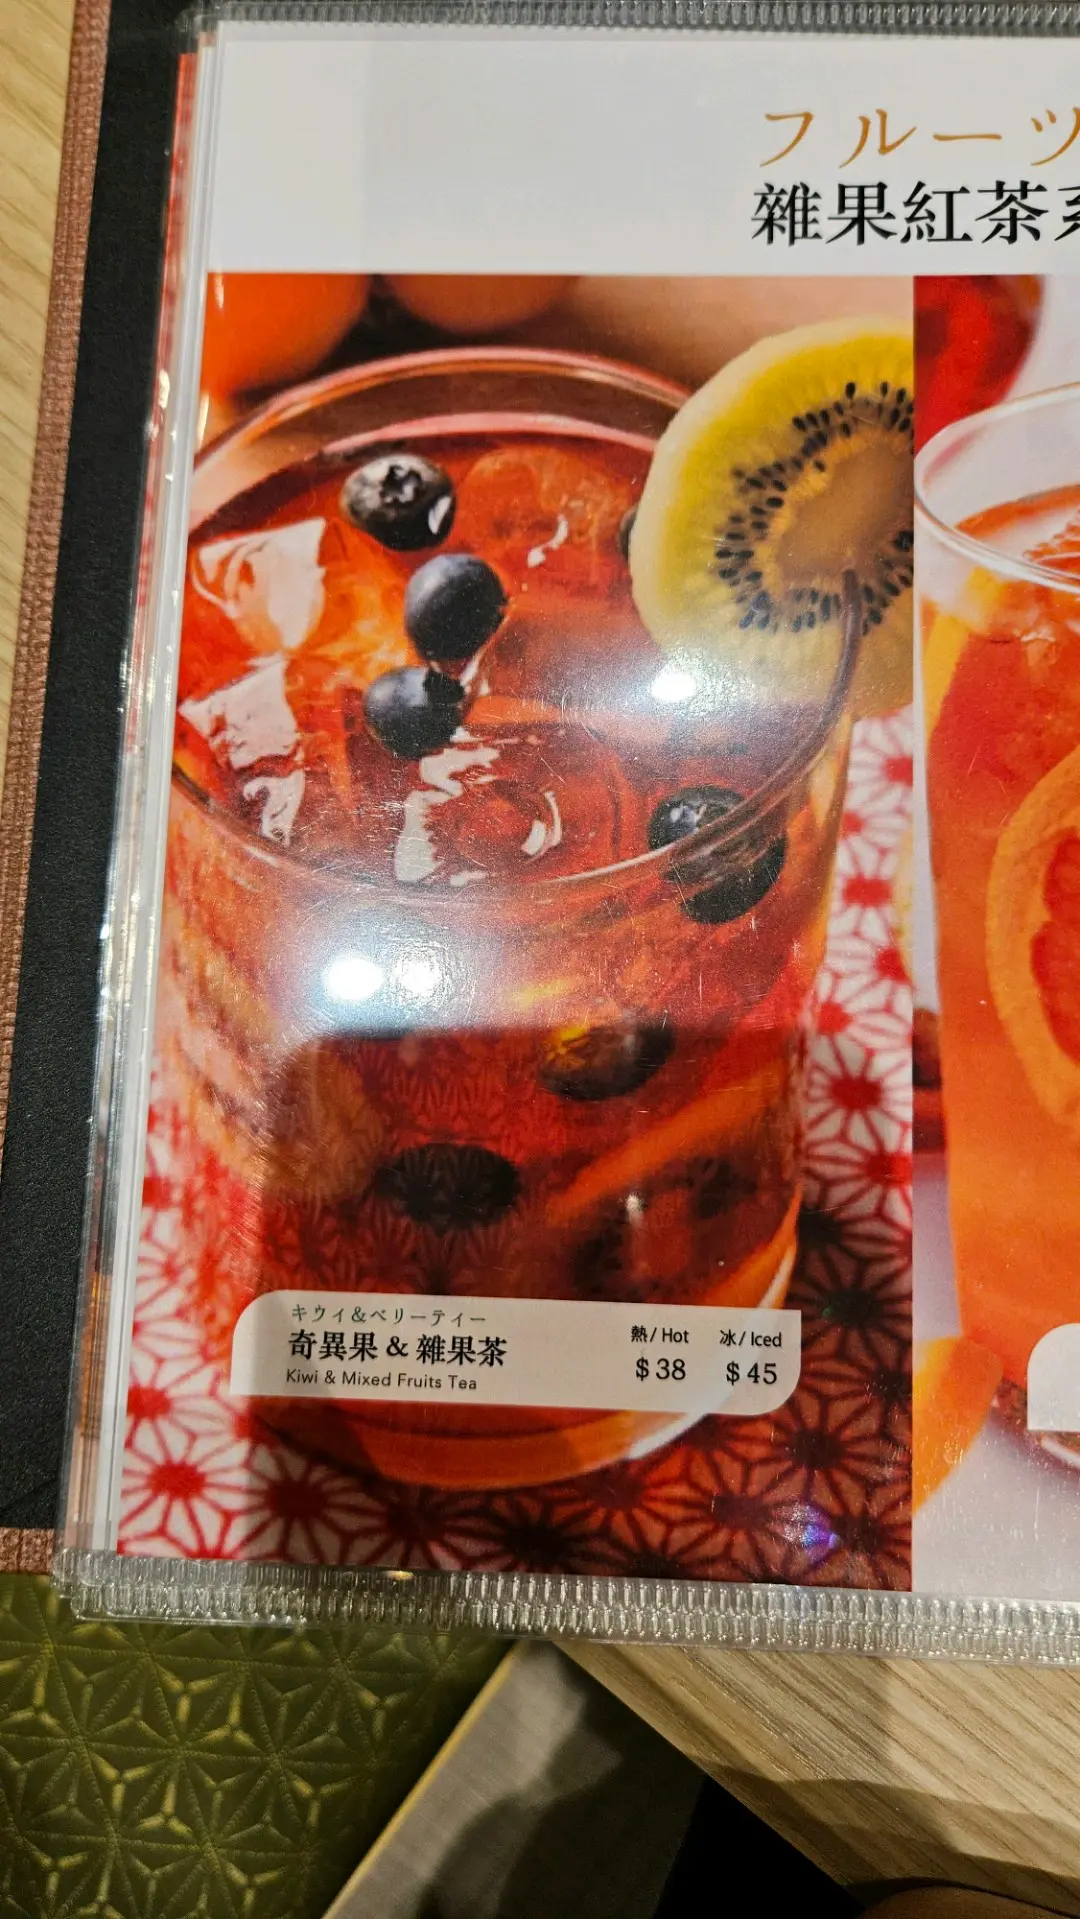 フルーツ
雜果紅茶系
キウィ&ベリーティー
奇異果 & 雜果茶
Kiwi & Mixed Fruits Tea
熱/Hot 冰/Iced
$38 $45